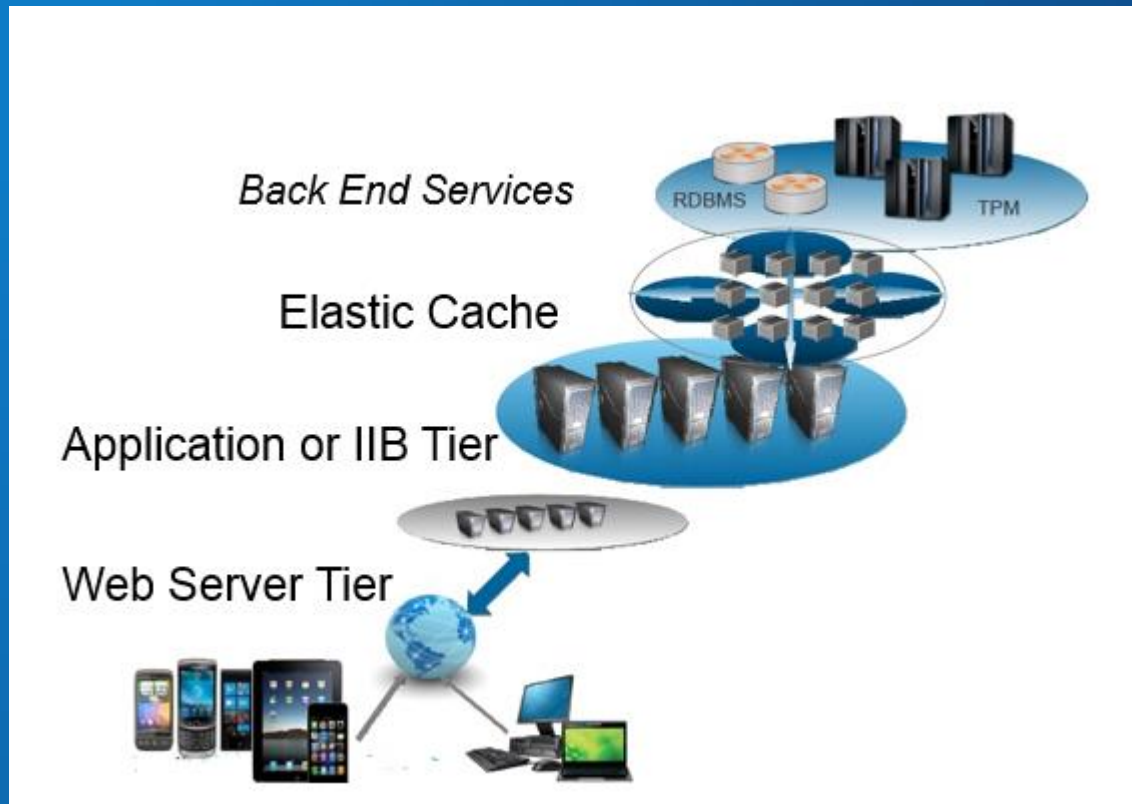 Back End Services
RDBMS
TPM
Elastic Cache
Application or IIB Tier
Web Server Tier